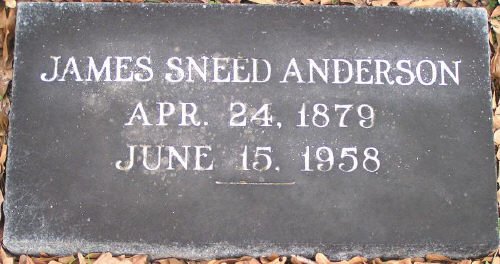 JAMES SNEED ANDERSON
APR. 24, 1879
JUNE 15, 1958